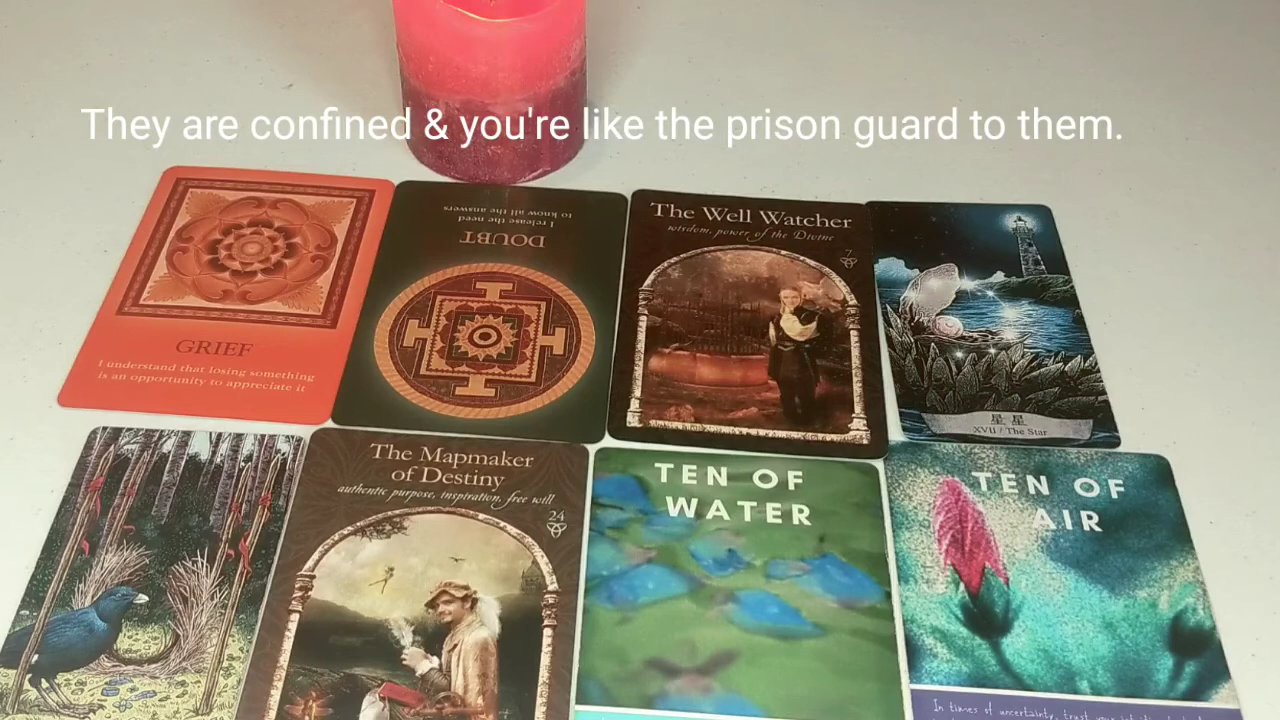 They are confined & you're like the prison guard to them.
GRIEF
I understand that losing something
is an opportunity to appreciate it
DOUBT
I release the need
to know all the answers
The Well Watcher
wisdom, power of the Divine
7
星星
XVII / The Star
The Mapmaker
of Destiny
authentic purpose, inspiration, free will
24
TEN OF
WATER
TEN OF
AIR
In times of uncertainty, trust your